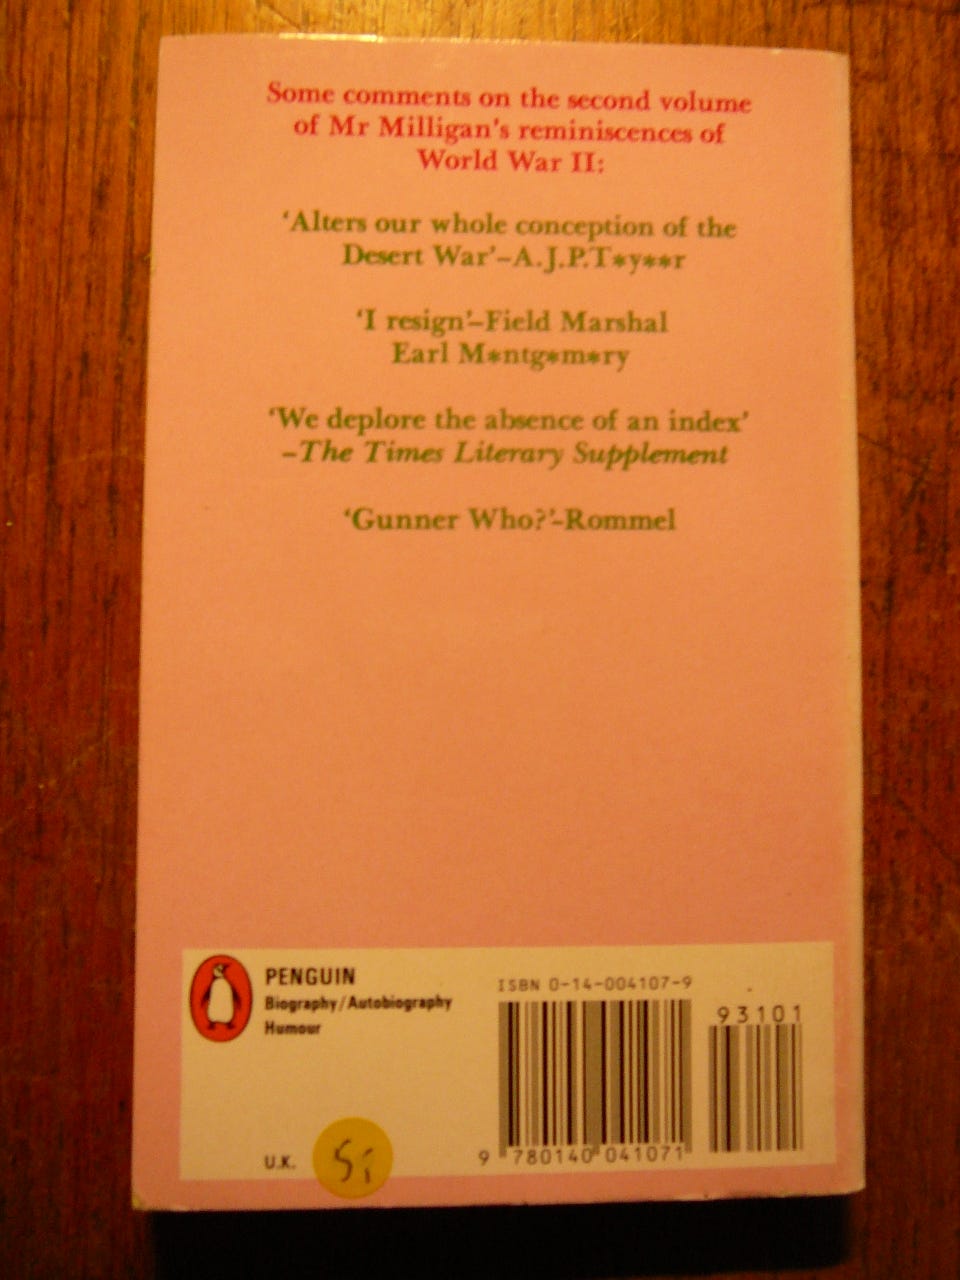 Some comments on the second volume
of Mr Milligan's reminiscences of
World War II:
'Alters our whole conception of the
Desert War'–A.J.P.T*y**r
'I resign'–Field Marshal
Earl M*ntg*m*ry
'We deplore the absence of an index'
–The Times Literary Supplement
'Gunner Who?'–Rommel
PENGUIN
Biography/Autobiography
Humour
ISBN 0-14-004107-9
93101
9 780140 041071
U.K.